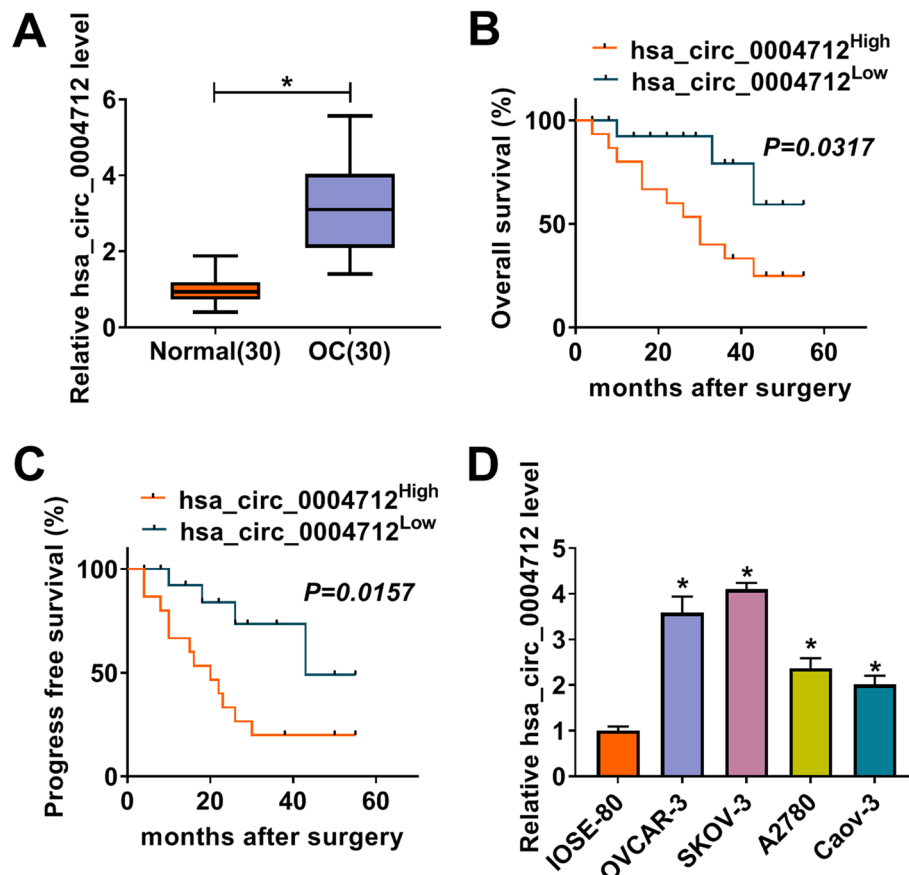 A
Relative hsa_circ_0004712 level
*
6
4
2
0
Normal(30) OC(30)
B
hsa_circ_0004712High
hsa_circ_0004712Low
Overall survival (%)
100
50
0
P=0.0317
0 20 40 60
months after surgery
C
hsa_circ_0004712High
hsa_circ_0004712Low
Progress free survival (%)
100
50
0
P=0.0157
0 20 40 60
months after surgery
D
Relative hsa_circ_0004712 level
5
4
3
2
1
0
* * * *
IOSE-80 OVCAR-3 SKOV-3 A2780 Caov-3